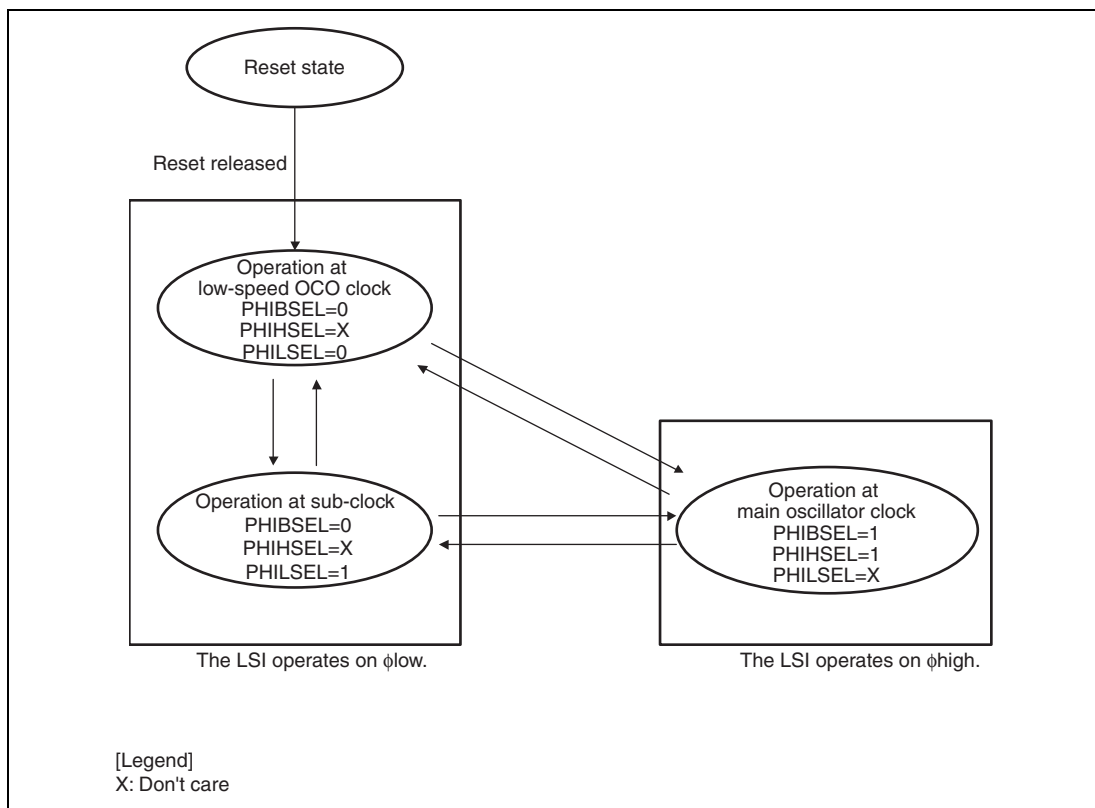 Reset state
Reset released
Operation at
low-speed OCO clock
PHIBSEL=0
PHIHSEL=X
PHILSEL=0
Operation at sub-clock
PHIBSEL=0
PHIHSEL=X
PHILSEL=1
Operation at
main oscillator clock
PHIBSEL=1
PHIHSEL=1
PHILSEL=X
The LSI operates on ϕlow.
The LSI operates on ϕhigh.
[Legend]
X: Don't care